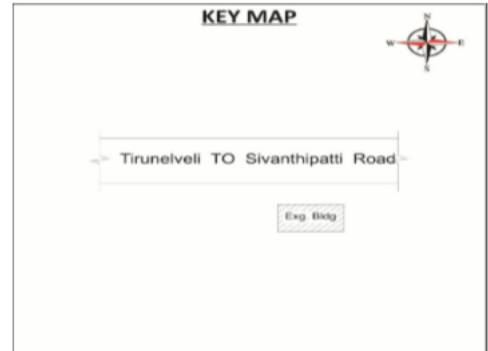 KEY MAP
N
W E
S
Tirunelveli TO Sivanthipatti Road
Exg. Bldg